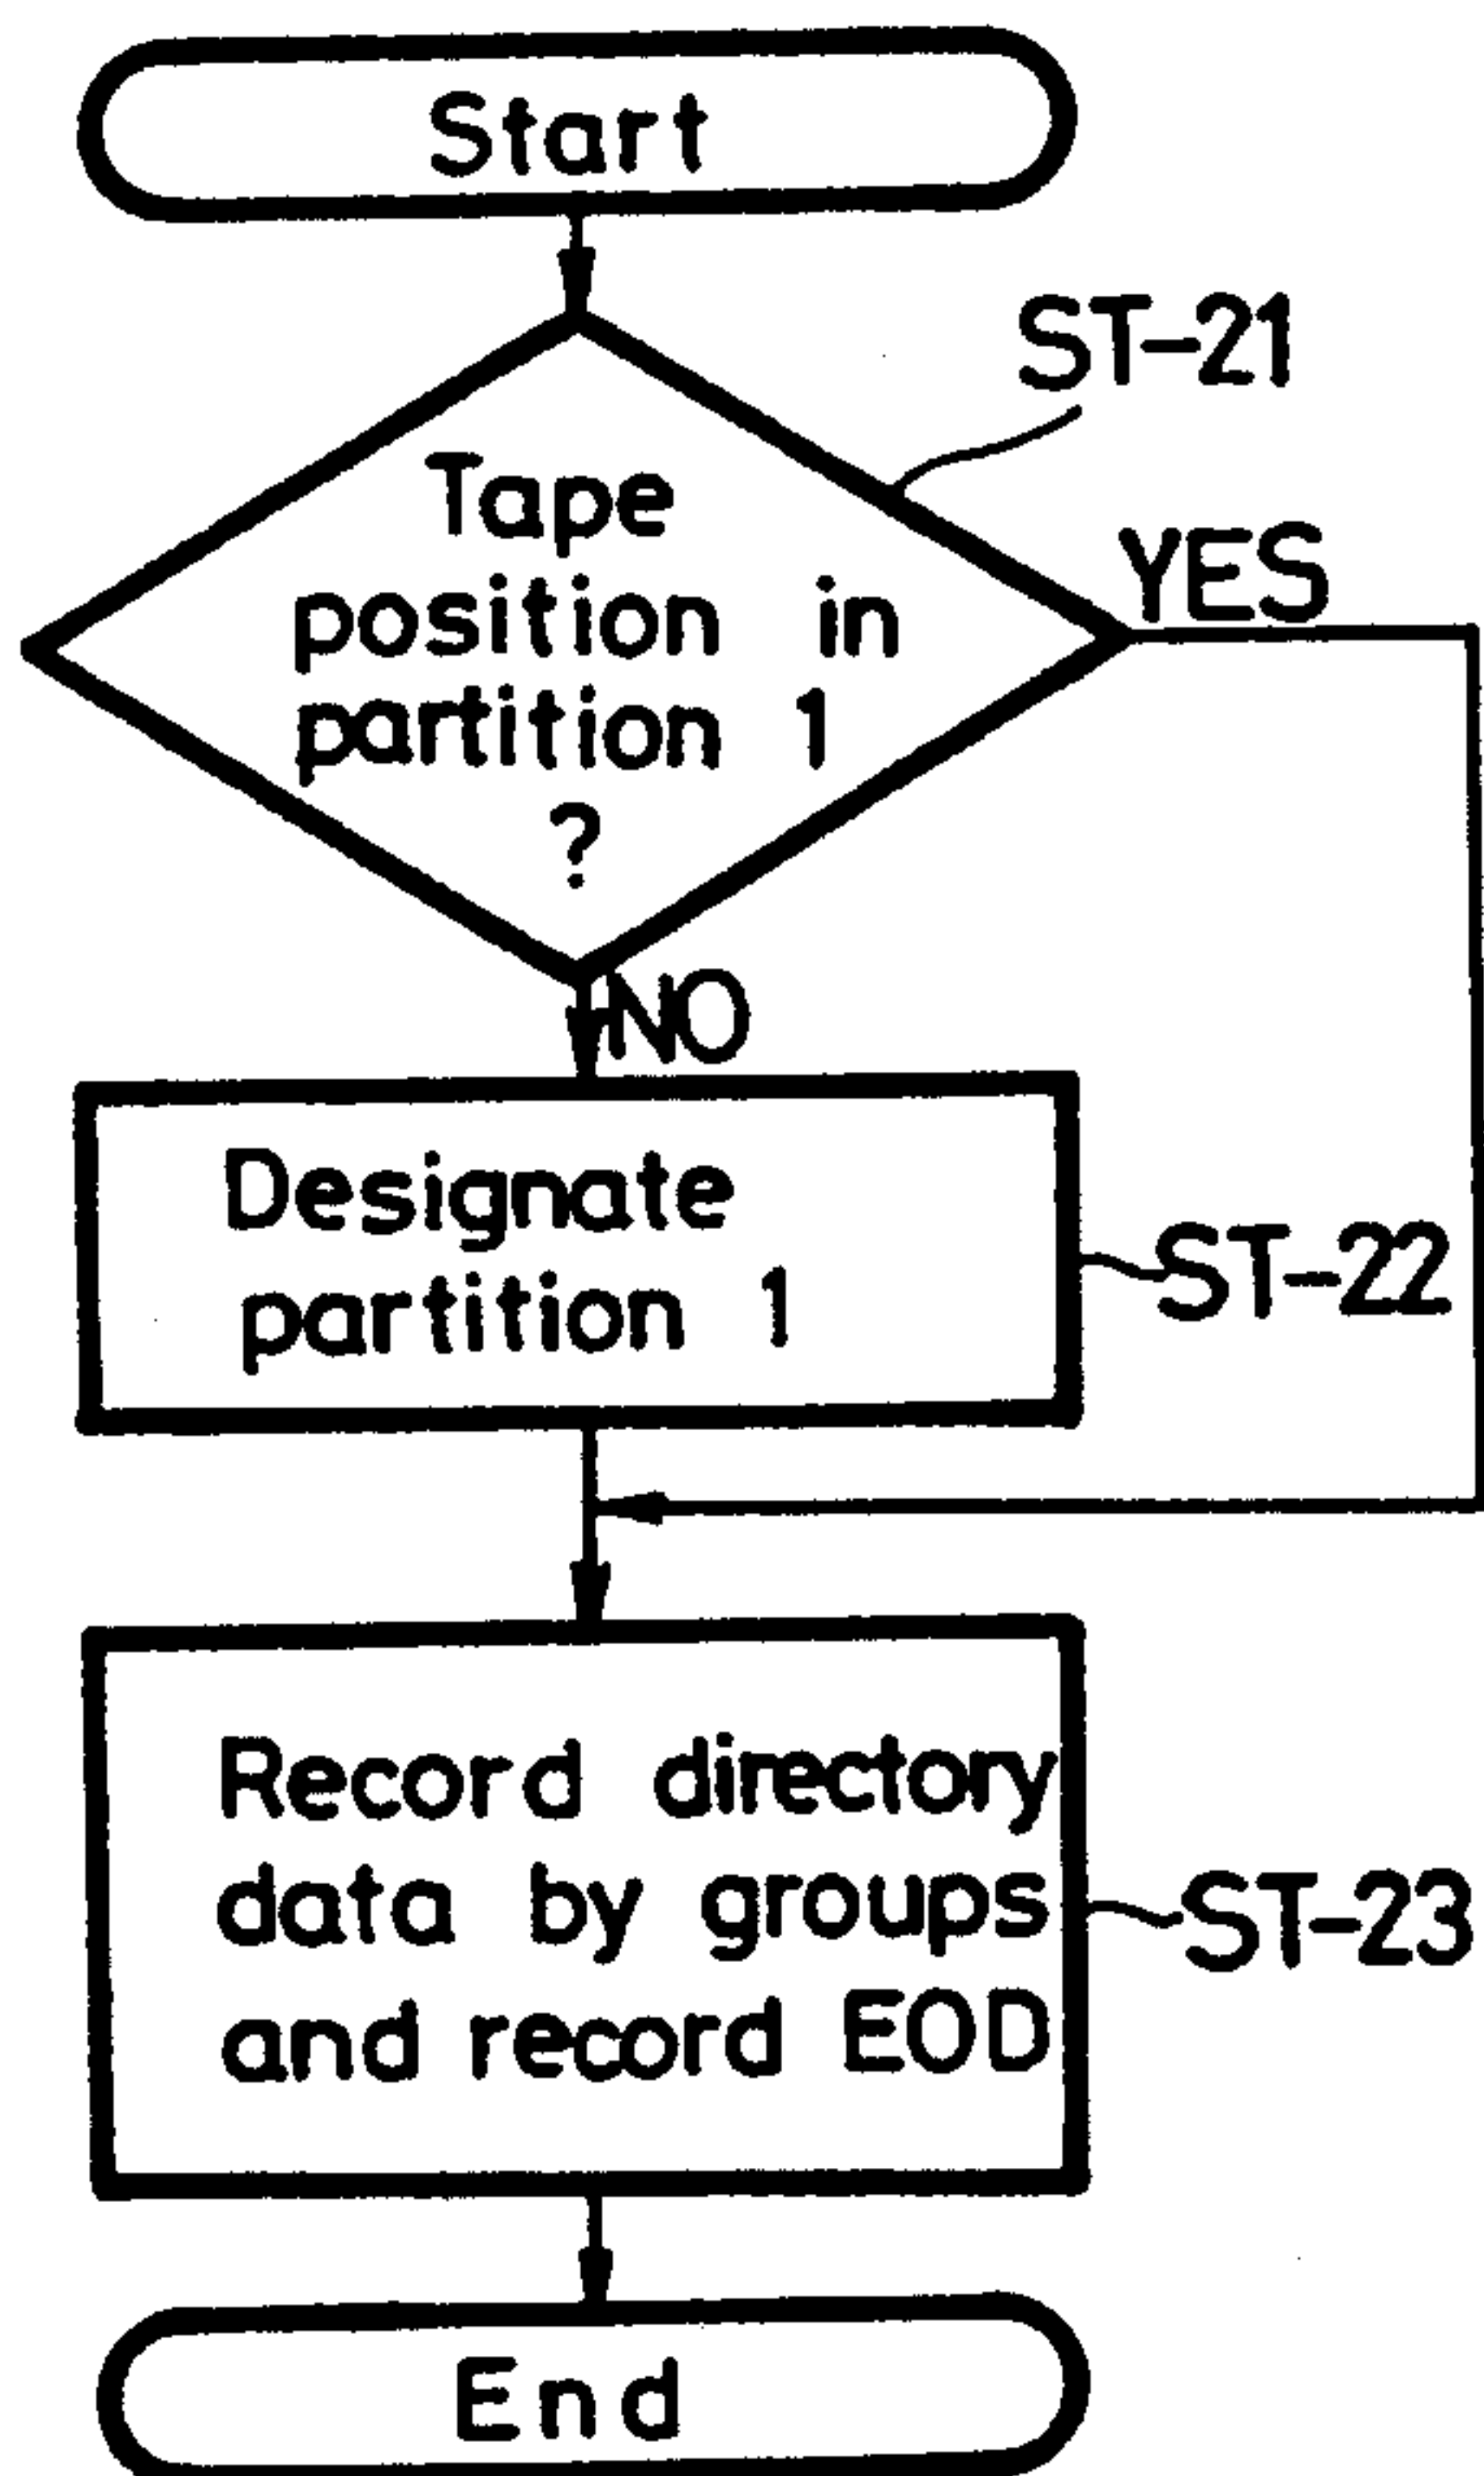 Start
ST-21
Tape
position in
partition 1
?
YES
NO
Designate
partition 1
ST-22
Record directory
data by groups
and record EOD
ST-23
End